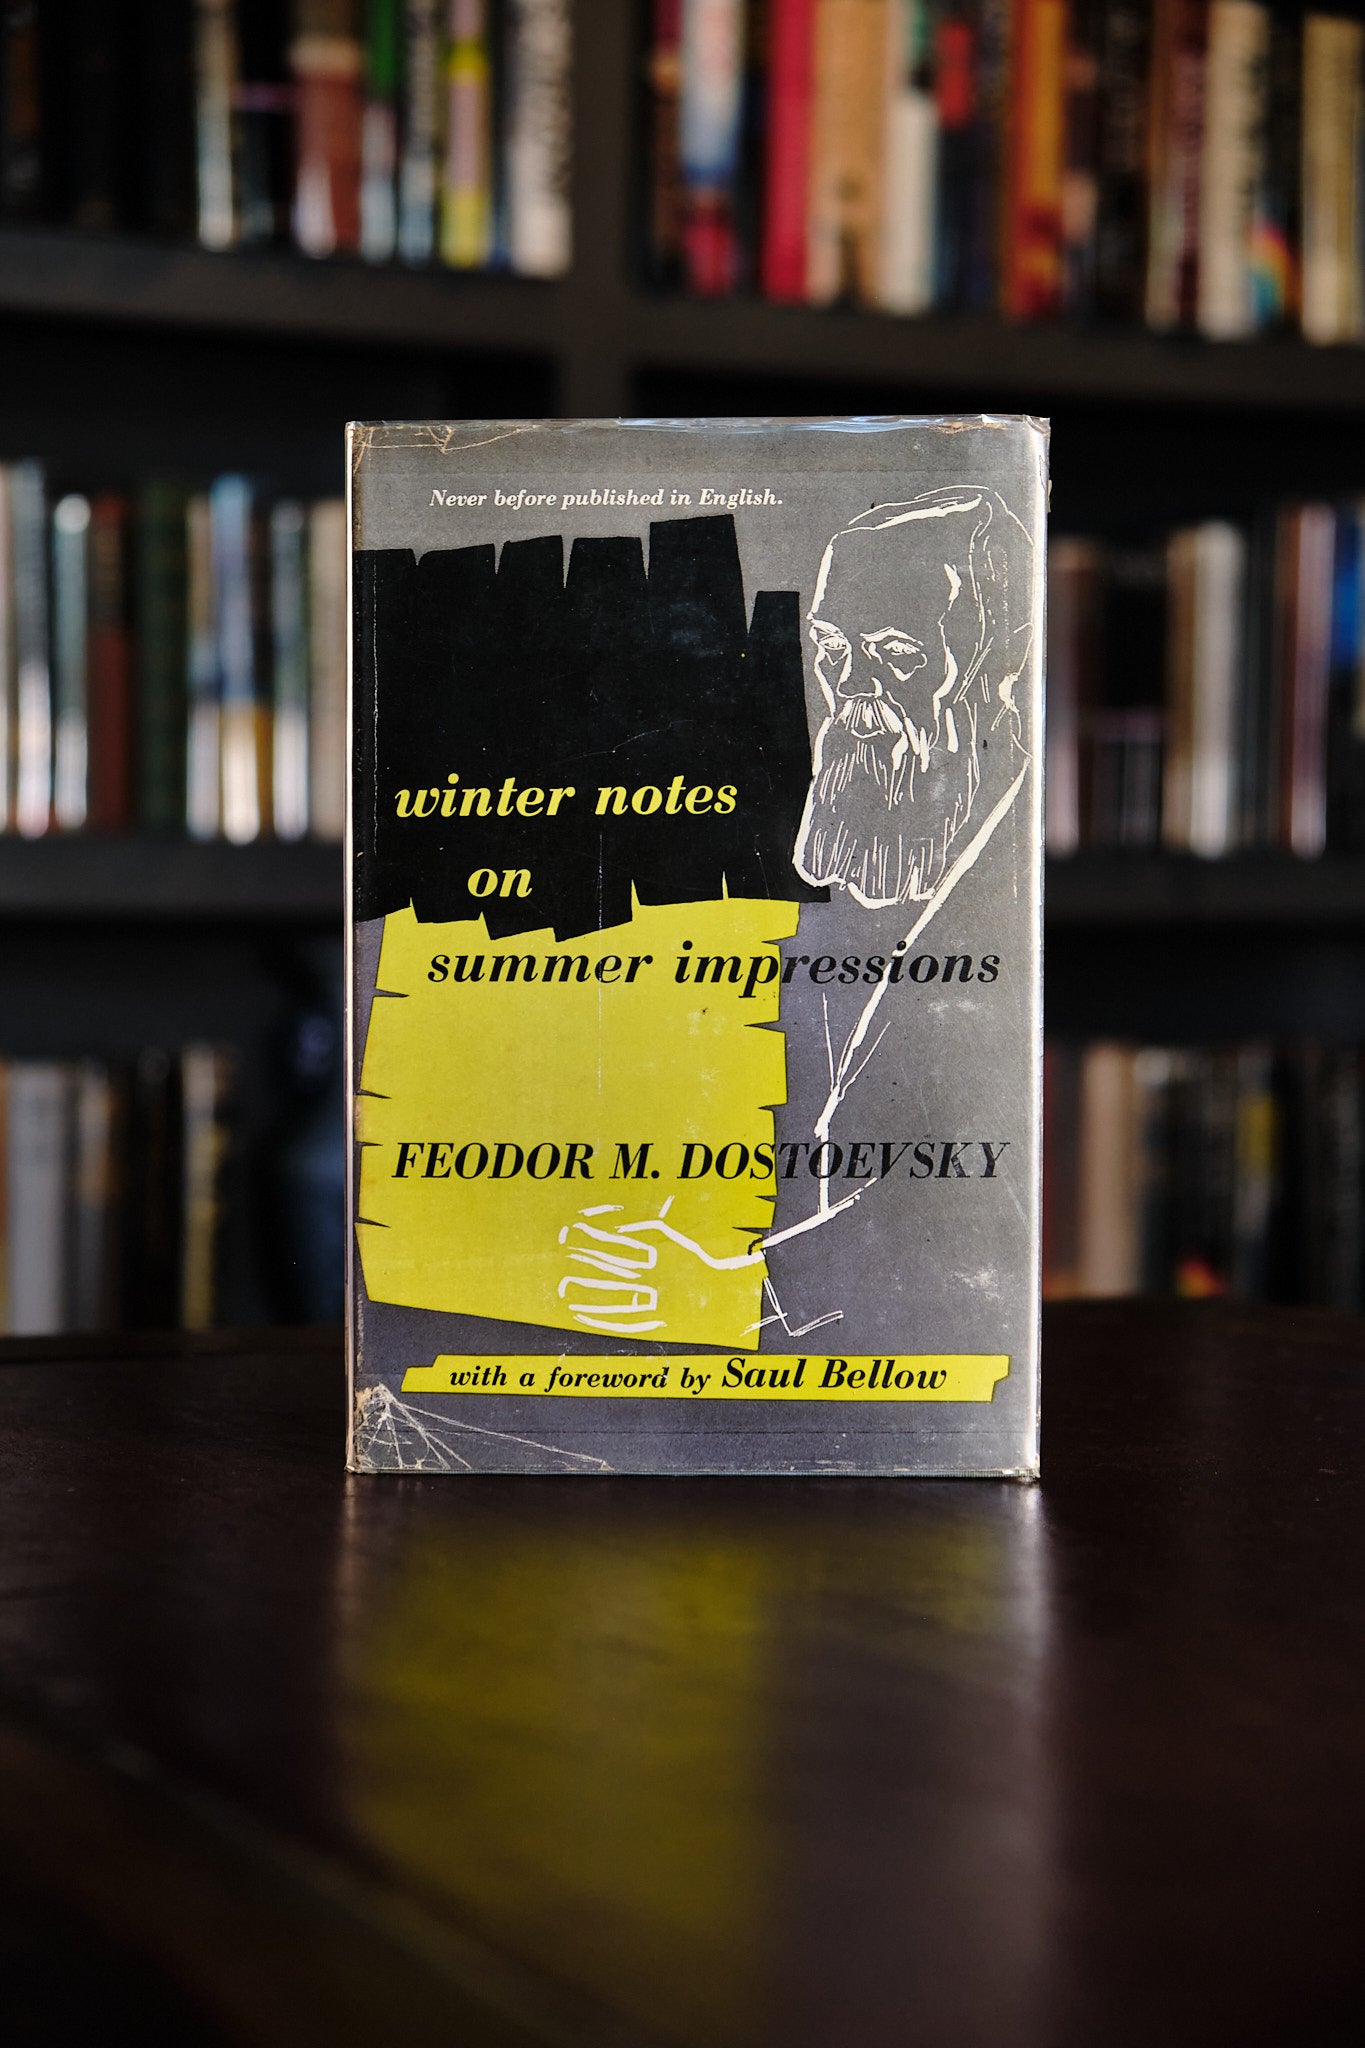 Never before published in English.
winter notes
on
summer impressions
FEODOR M. DOSTOEVSKY
with a foreword by Saul Bellow